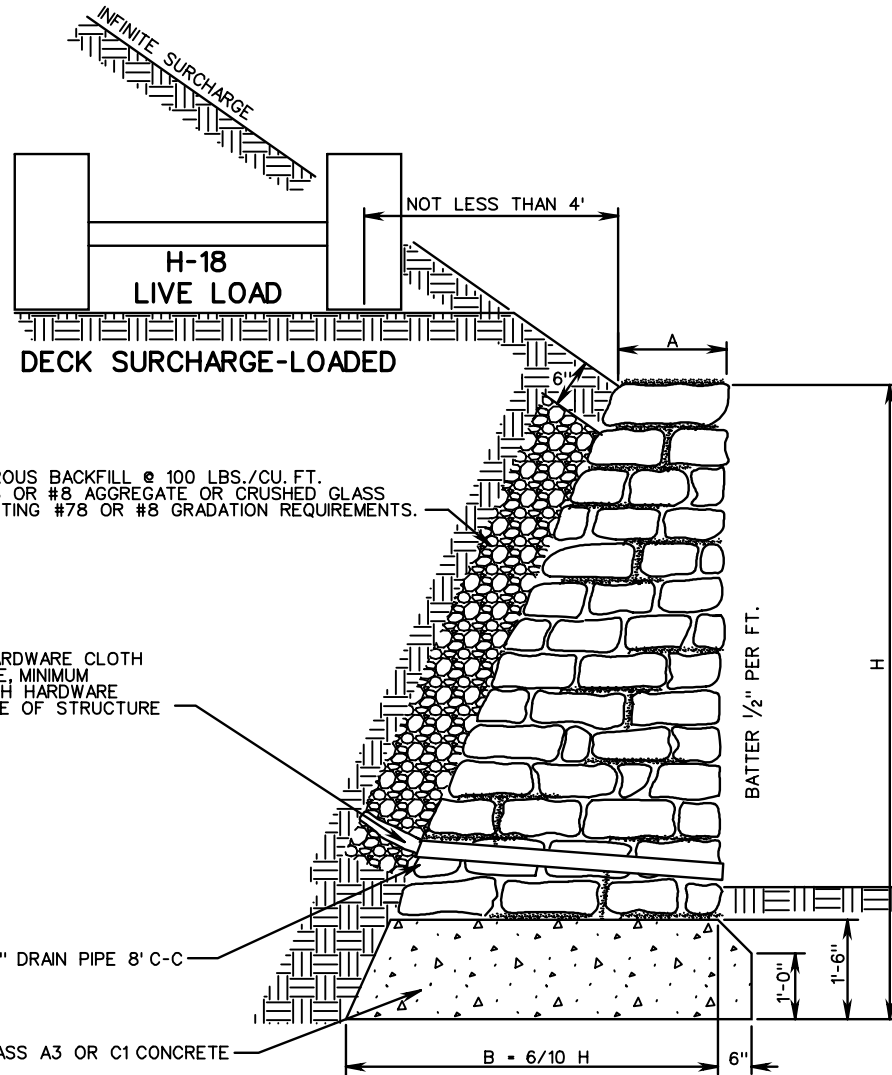 INFINITE SURCHARGE
NOT LESS THAN 4'
H-18
LIVE LOAD
DECK SURCHARGE-LOADED
A
6"
ROUS BACKFILL @ 100 LBS./CU. FT.
OR #8 AGGREGATE OR CRUSHED GLASS
TING #78 OR #8 GRADATION REQUIREMENTS.
H
ARDWARE CLOTH
E, MINIMUM
H HARDWARE
E OF STRUCTURE
BATTER 1/2" PER FT.
" DRAIN PIPE 8' C-C
1'-0"
1'-6"
ASS A3 OR C1 CONCRETE
B = 6/10 H
6"